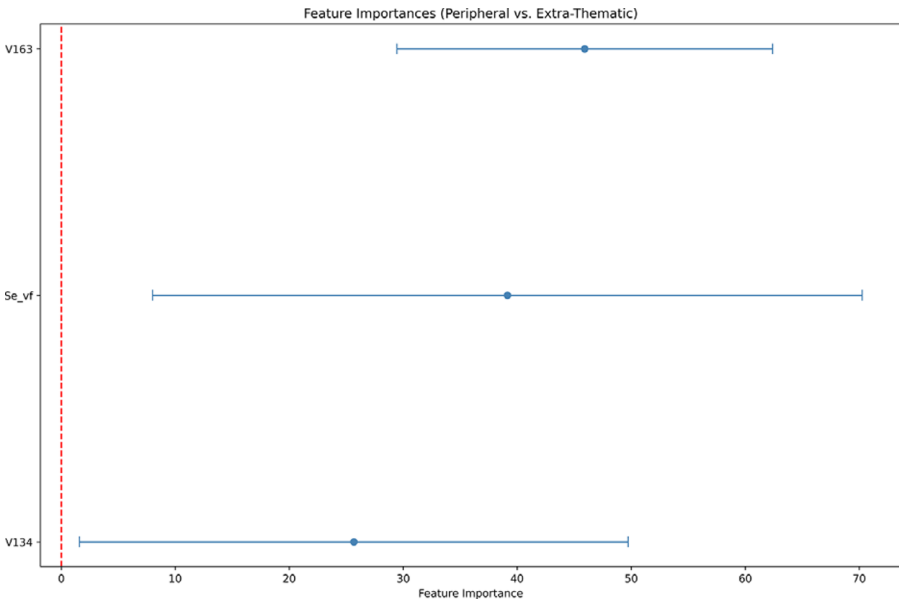 Feature Importances (Peripheral vs. Extra-Thematic)
V163
Se_vf
V134
0 10 20 30 40 50 60 70
Feature Importance